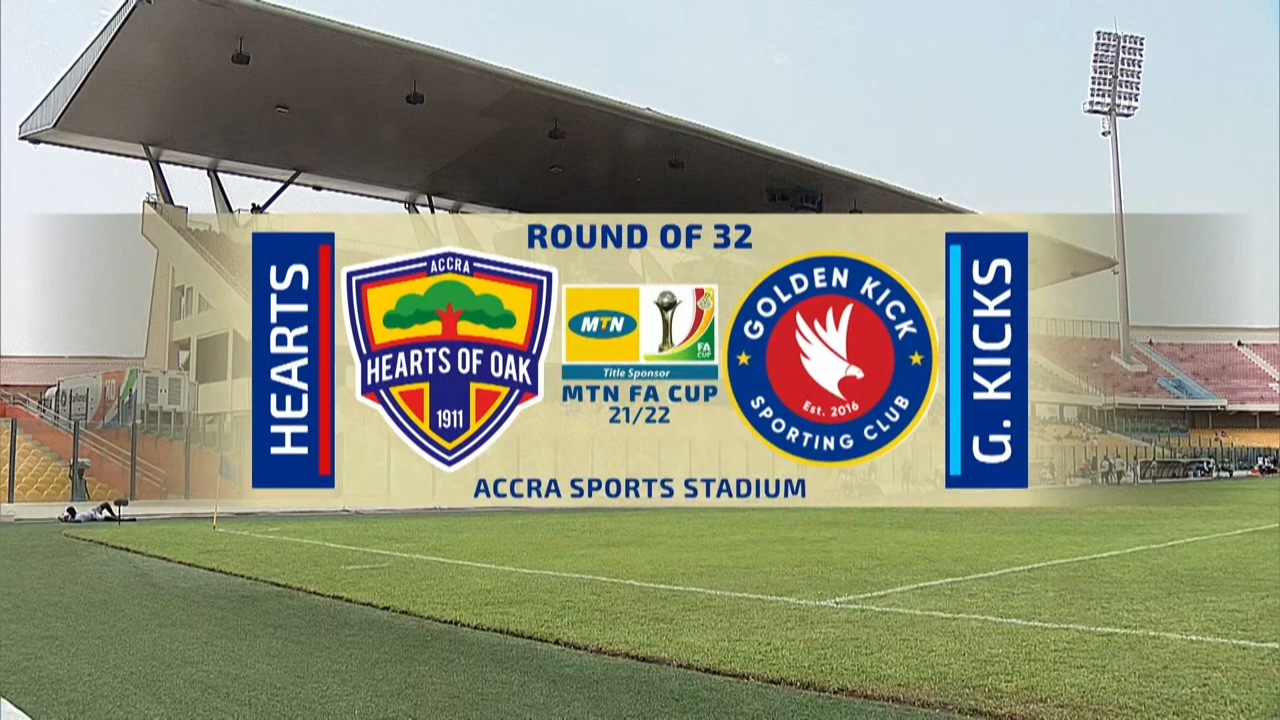 ROUND OF 32
HEARTS
ACCRA
HEARTS OF OAK
1911
MTN
FA
CUP
Title Sponsor
MTN FA CUP
21/22
GOLDEN KICK
Est. 2016
SPORTING CLUB
G. KICKS
ACCRA SPORTS STADIUM